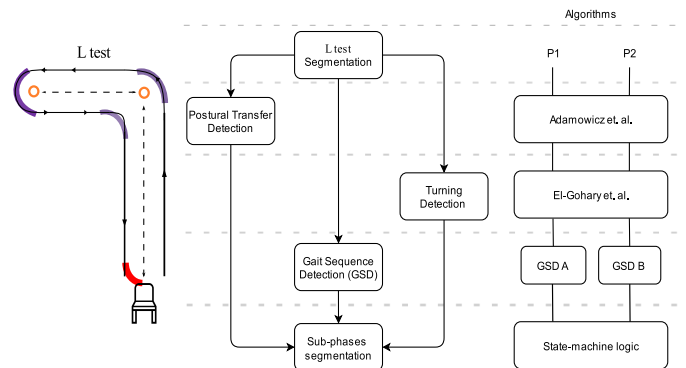 Algorithms
L test
L test
Segmentation
P1
P2
Postural Transfer
Detection
Adamowicz et. al.
Turning
Detection
El-Gohary et. al.
Gait Sequence
Detection (GSD)
GSD A
GSD B
Sub-phases
segmentation
State-machine logic